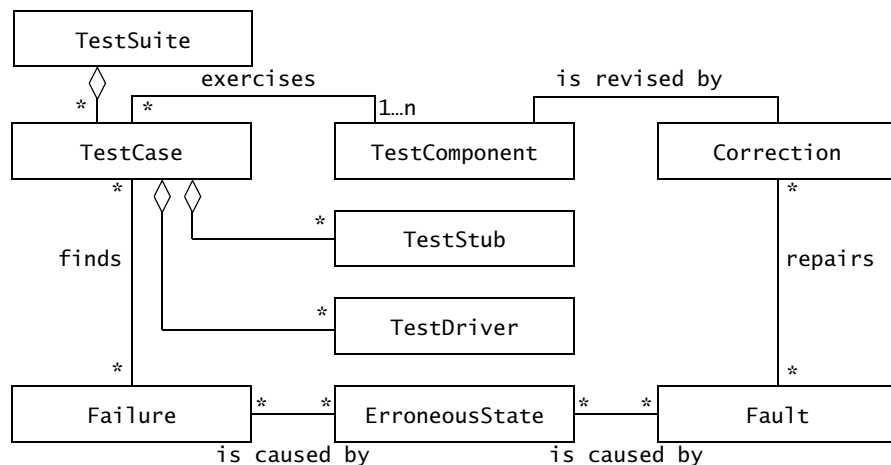 TestSuite
exercises
is revised by
*
*
1…n
TestCase
TestComponent
Correction
*
*
*
TestStub
finds
repairs
*
TestDriver
*
*
Failure
*
*
ErroneousState
*
*
Fault
is caused by
is caused by